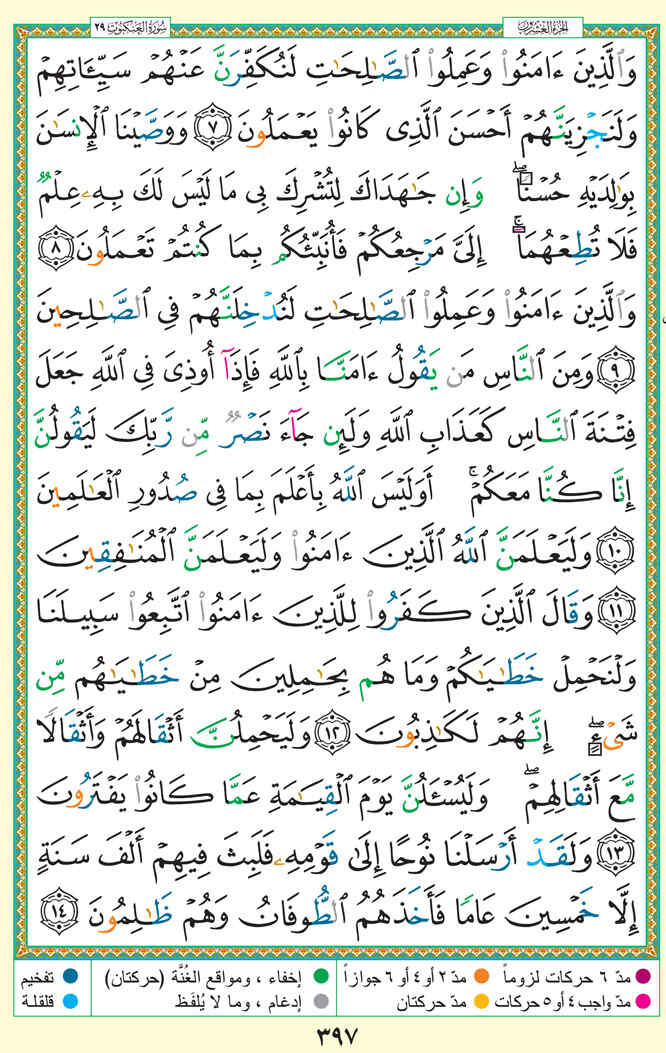 سُورَةُ العَنكَبُوت ٢٩
الجُزءُ العِشرُون
وَٱلَّذِينَ ءَامَنُوا۟ وَعَمِلُوا۟ ٱلصَّـٰلِحَـٰتِ لَنُكَفِّرَنَّ عَنْهُمْ سَيِّـَٔاتِهِمْ
وَلَنَجْزِيَنَّهُمْ أَحْسَنَ ٱلَّذِى كَانُوا۟ يَعْمَلُونَ ٧ وَوَصَّيْنَا ٱلْإِنسَـٰنَ
بِوَٰلِدَيْهِ حُسْنًا ۖ وَإِن جَـٰهَدَاكَ لِتُشْرِكَ بِى مَا لَيْسَ لَكَ بِهِۦ عِلْمٌ
فَلَا تُطِعْهُمَآ ۚ إِلَىَّ مَرْجِعُكُمْ فَأُنَبِّئُكُم بِمَا كُنتُمْ تَعْمَلُونَ ٨
وَٱلَّذِينَ ءَامَنُوا۟ وَعَمِلُوا۟ ٱلصَّـٰلِحَـٰتِ لَنُدْخِلَنَّهُمْ فِى ٱلصَّـٰلِحِينَ
٩ وَمِنَ ٱلنَّاسِ مَن يَقُولُ ءَامَنَّا بِٱللَّهِ فَإِذَآ أُوذِىَ فِى ٱللَّهِ جَعَلَ
فِتْنَةَ ٱلنَّاسِ كَعَذَابِ ٱللَّهِ وَلَئِن جَآءَ نَصْرٌ مِّن رَّبِّكَ لَيَقُولُنَّ
إِنَّا كُنَّا مَعَكُمْ ۚ أَوَلَيْسَ ٱللَّهُ بِأَعْلَمَ بِمَا فِى صُدُورِ ٱلْعَـٰلَمِينَ
١٠ وَلَيَعْلَمَنَّ ٱللَّهُ ٱلَّذِينَ ءَامَنُوا۟ وَلَيَعْلَمَنَّ ٱلْمُنَـٰفِقِينَ
١١ وَقَالَ ٱلَّذِينَ كَفَرُوا۟ لِلَّذِينَ ءَامَنُوا۟ ٱتَّبِعُوا۟ سَبِيلَنَا
وَلْنَحْمِلْ خَطَـٰيَـٰكُمْ وَمَا هُم بِحَـٰمِلِينَ مِنْ خَطَـٰيَـٰهُم مِّن
شَىْءٍ ۖ إِنَّهُمْ لَكَـٰذِبُونَ ١٢ وَلَيَحْمِلُنَّ أَثْقَالَهُمْ وَأَثْقَالًا
مَّعَ أَثْقَالِهِمْ ۖ وَلَيُسْـَٔلُنَّ يَوْمَ ٱلْقِيَـٰمَةِ عَمَّا كَانُوا۟ يَفْتَرُونَ
١٣ وَلَقَدْ أَرْسَلْنَا نُوحًا إِلَىٰ قَوْمِهِۦ فَلَبِثَ فِيهِمْ أَلْفَ سَنَةٍ
إِلَّا خَمْسِينَ عَامًا فَأَخَذَهُمُ ٱلطُّوفَانُ وَهُمْ ظَـٰلِمُونَ ١٤
مدّ ٦ حركات لزوماً مدّ ٢ أو ٤ أو ٦ جوازاً إخفاء ، ومواقع الغُنَّة (حركتان) تفخيم
مدّ واجب ٤ أو ٥ حركات مدّ حركتان إدغام ، وما لا يُلفَظ قلقلة
٣٩٧